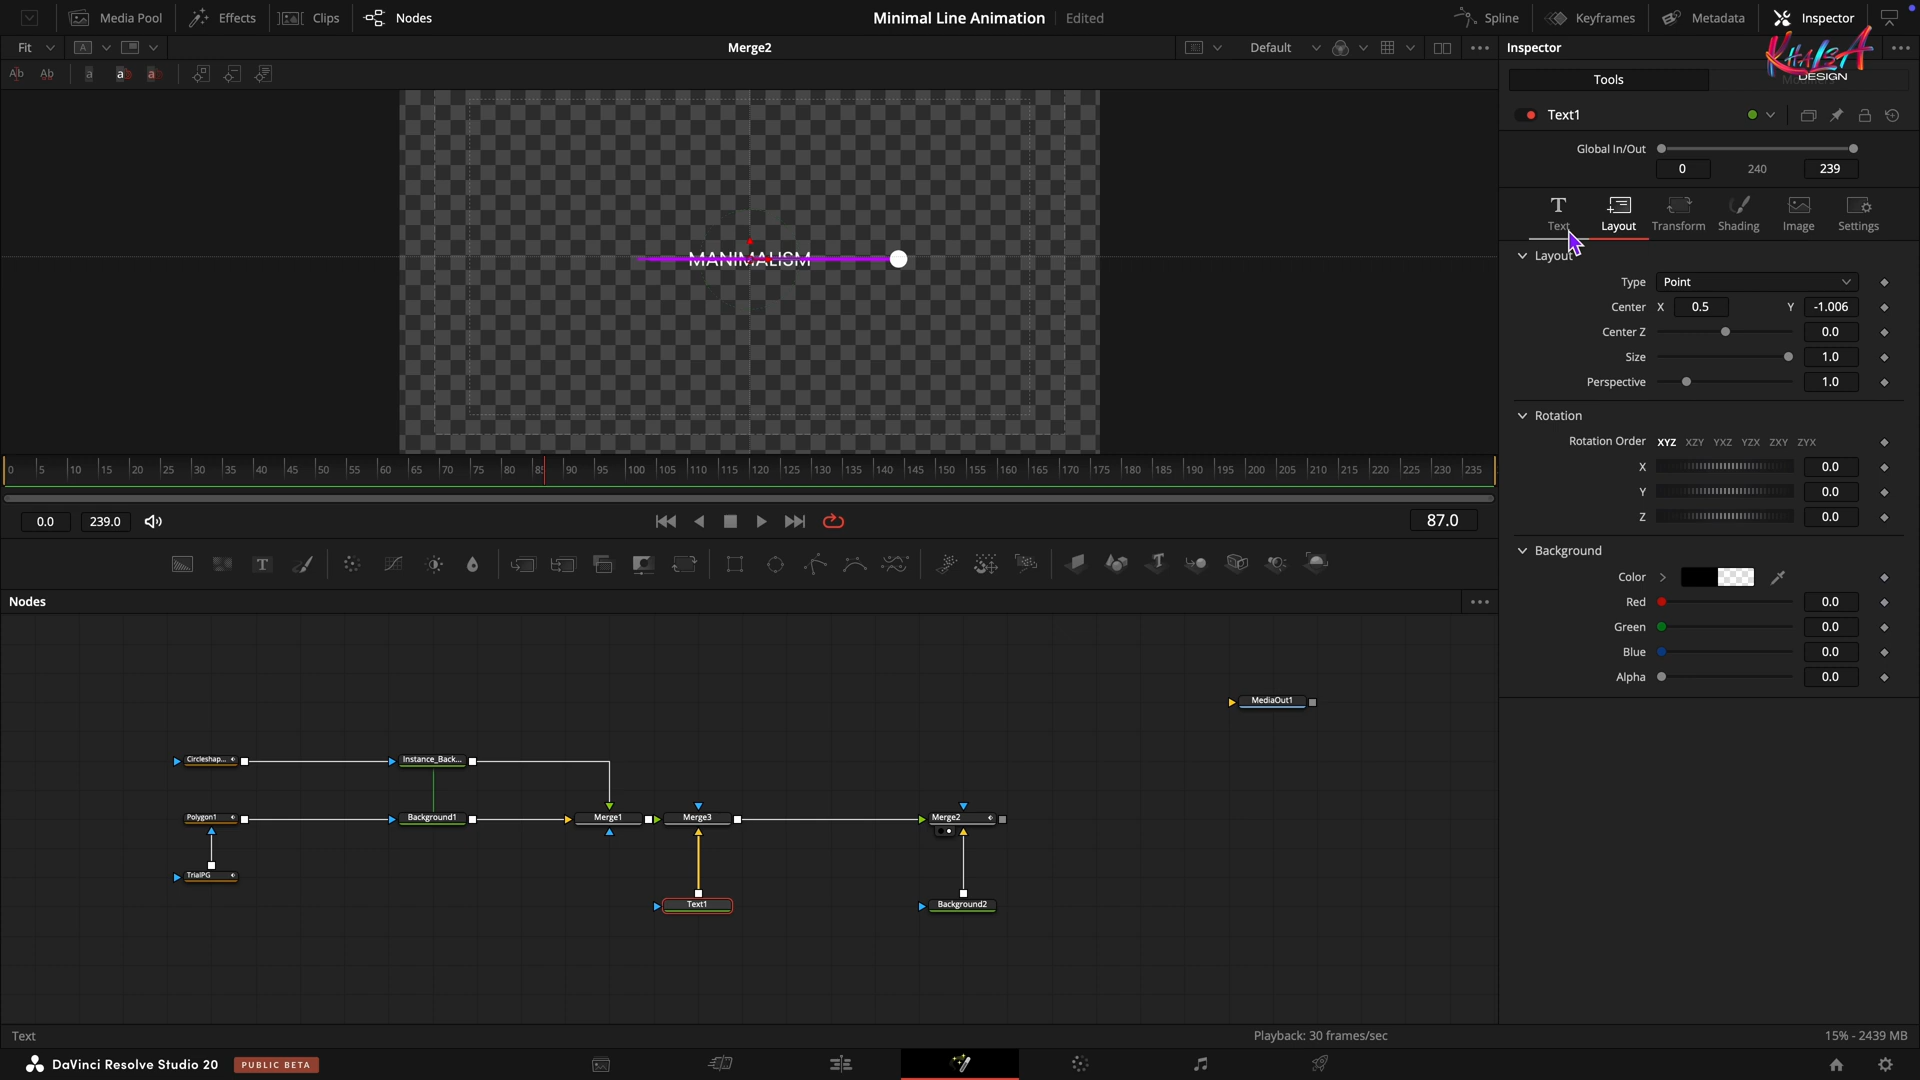 Media Pool
Effects
Clips
Nodes
Minimal Line Animation
Edited
Spline
Keyframes
Metadata
Inspector
Fit
A
Merge2
Default
Inspector
KHALSA
DESIGN
Ab
Ab
a
a
a
Tools
Text1
Global In/Out
0
240
239
T
Text
Layout
Transform
Shading
Image
Settings
MANIMALISM
Layout
Type
Point
Center
X
0.5
Y
-1.006
Center Z
0.0
Size
1.0
Perspective
1.0
Rotation
Rotation Order
XYZ XZY YXZ YZX ZXY ZYX
X
0.0
Y
0.0
Z
0.0
Background
Color
Red
0.0
Green
0.0
Blue
0.0
Alpha
0.0
0 5 10 15 20 25 30 35 40 45 50 55 60 65 70 75 80 90 95 100 105 110 115 120 125 130 135 140 145 150 155 160 165 170 175 180 185 190 195 200 205 210 215 220 225 230 235
0.0
239.0
87.0
T
T
Nodes
MediaOut1
Circleshap...
Instance_Back...
Polygon1
Background1
Merge1
Merge3
Merge2
TrialPG
Text1
Background2
Text
Playback: 30 frames/sec
15% - 2439 MB
DaVinci Resolve Studio 20
PUBLIC BETA